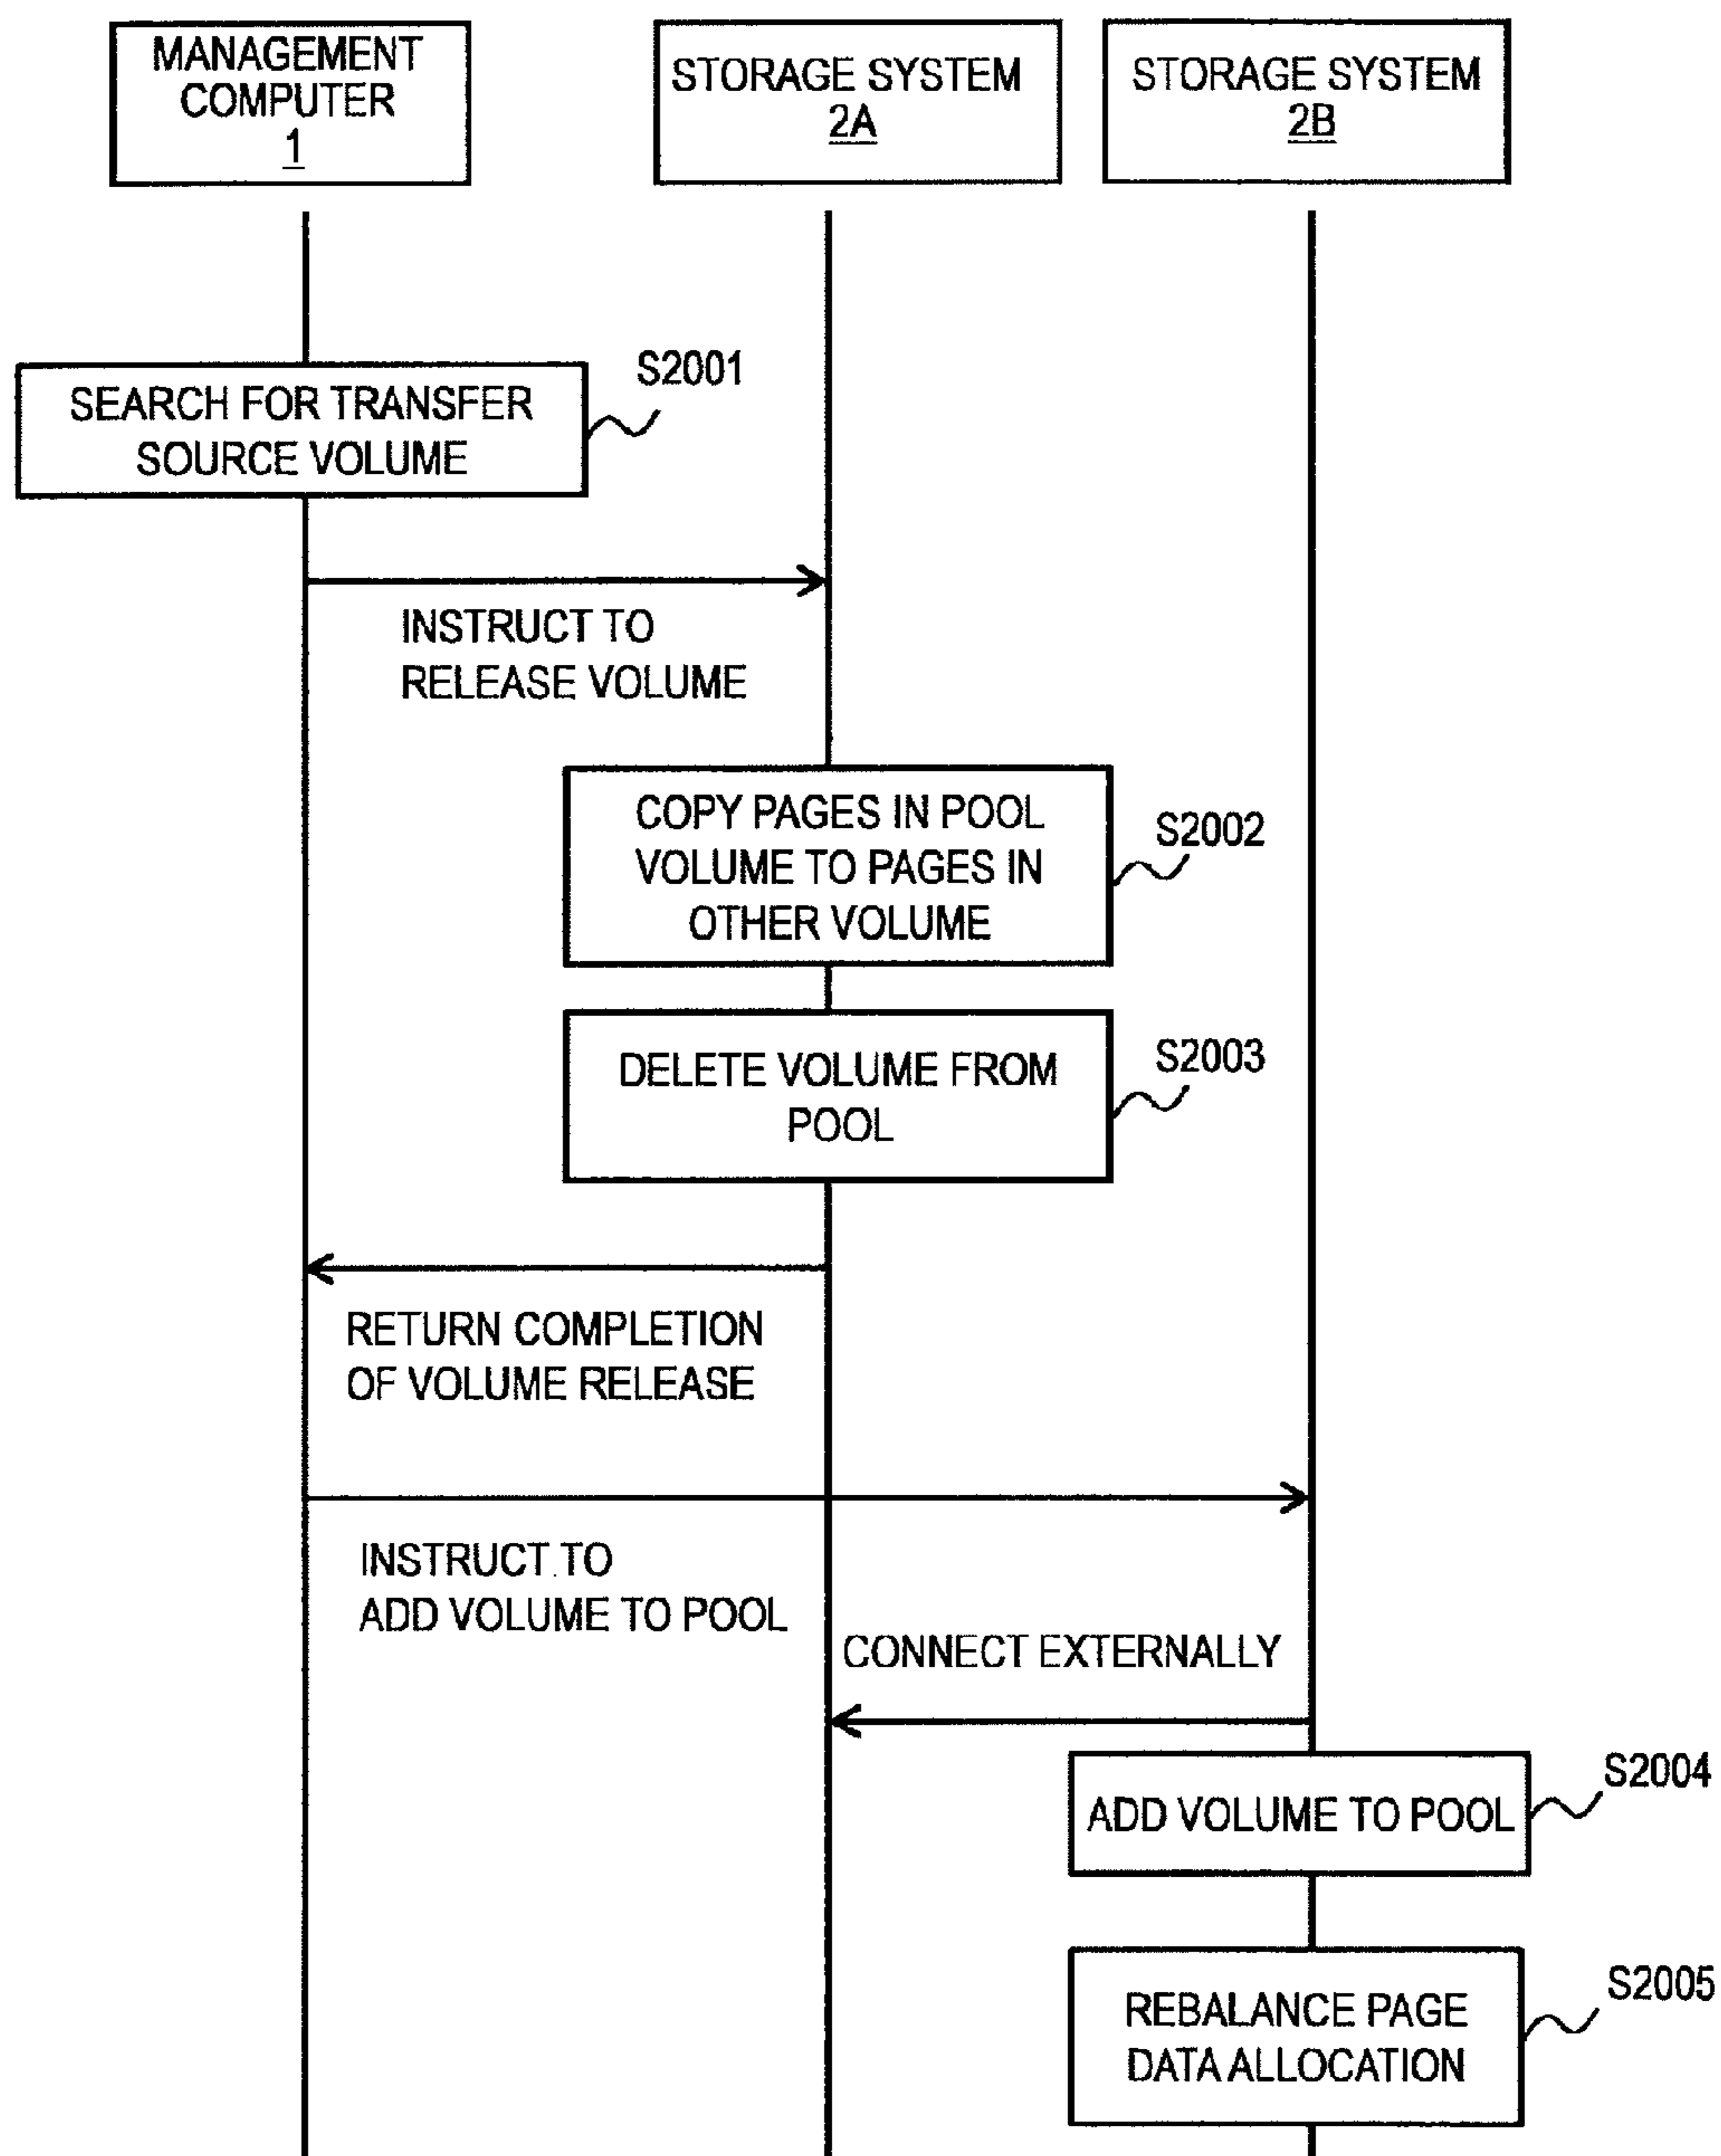 MANAGEMENT
COMPUTER
1
STORAGE SYSTEM
2A
STORAGE SYSTEM
2B
S2001
SEARCH FOR TRANSFER
SOURCE VOLUME
INSTRUCT TO
RELEASE VOLUME
COPY PAGES IN POOL
VOLUME TO PAGES IN
OTHER VOLUME
S2002
DELETE VOLUME FROM
POOL
S2003
RETURN COMPLETION
OF VOLUME RELEASE
INSTRUCT TO
ADD VOLUME TO POOL
CONNECT EXTERNALLY
S2004
ADD VOLUME TO POOL
S2005
REBALANCE PAGE
DATA ALLOCATION